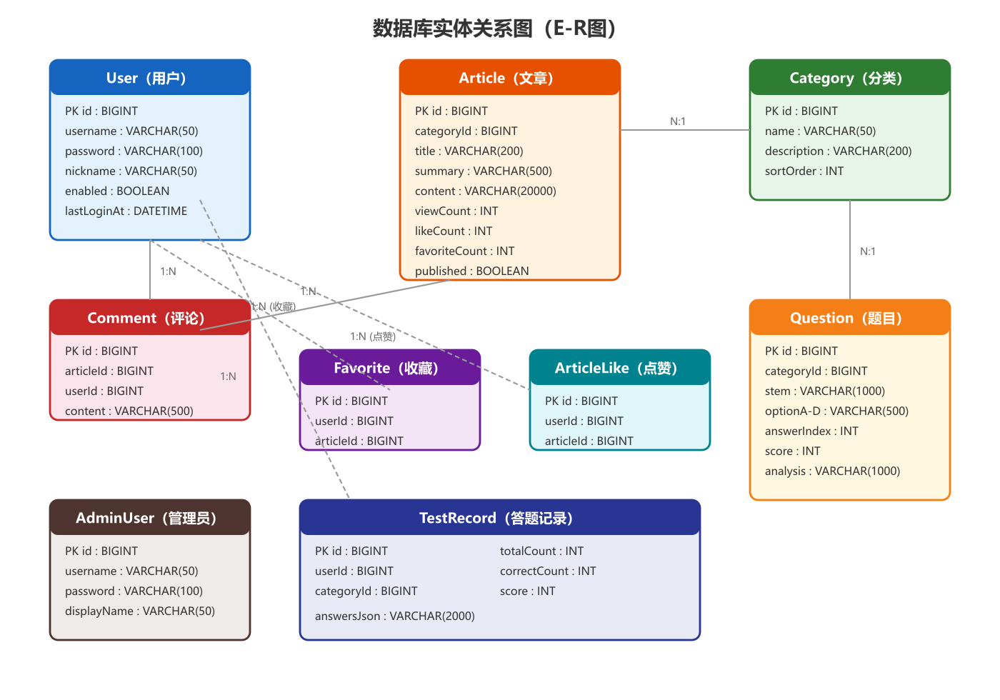 数据库实体关系图（E-R图）
User（用户）
PK id : BIGINT
username : VARCHAR(50)
password : VARCHAR(100)
nickname : VARCHAR(50)
enabled : BOOLEAN
lastLoginAt : DATETIME
Article（文章）
PK id : BIGINT
categoryId : BIGINT
title : VARCHAR(200)
summary : VARCHAR(500)
content : VARCHAR(20000)
viewCount : INT
likeCount : INT
favoriteCount : INT
published : BOOLEAN
N:1
Category（分类）
PK id : BIGINT
name : VARCHAR(50)
description : VARCHAR(200)
sortOrder : INT
1:N
1:N
1:N (收藏)
1:N (点赞)
N:1
Comment（评论）
PK id : BIGINT
articleId : BIGINT
userId : BIGINT
content : VARCHAR(500)
1:N
Favorite（收藏）
PK id : BIGINT
userId : BIGINT
articleId : BIGINT
ArticleLike（点赞）
PK id : BIGINT
userId : BIGINT
articleId : BIGINT
Question（题目）
PK id : BIGINT
categoryId : BIGINT
stem : VARCHAR(1000)
optionA-D : VARCHAR(500)
answerIndex : INT
score : INT
analysis : VARCHAR(1000)
AdminUser（管理员）
PK id : BIGINT
username : VARCHAR(50)
password : VARCHAR(100)
displayName : VARCHAR(50)
TestRecord（答题记录）
PK id : BIGINT
userId : BIGINT
categoryId : BIGINT
answersJson : VARCHAR(2000)
totalCount : INT
correctCount : INT
score : INT